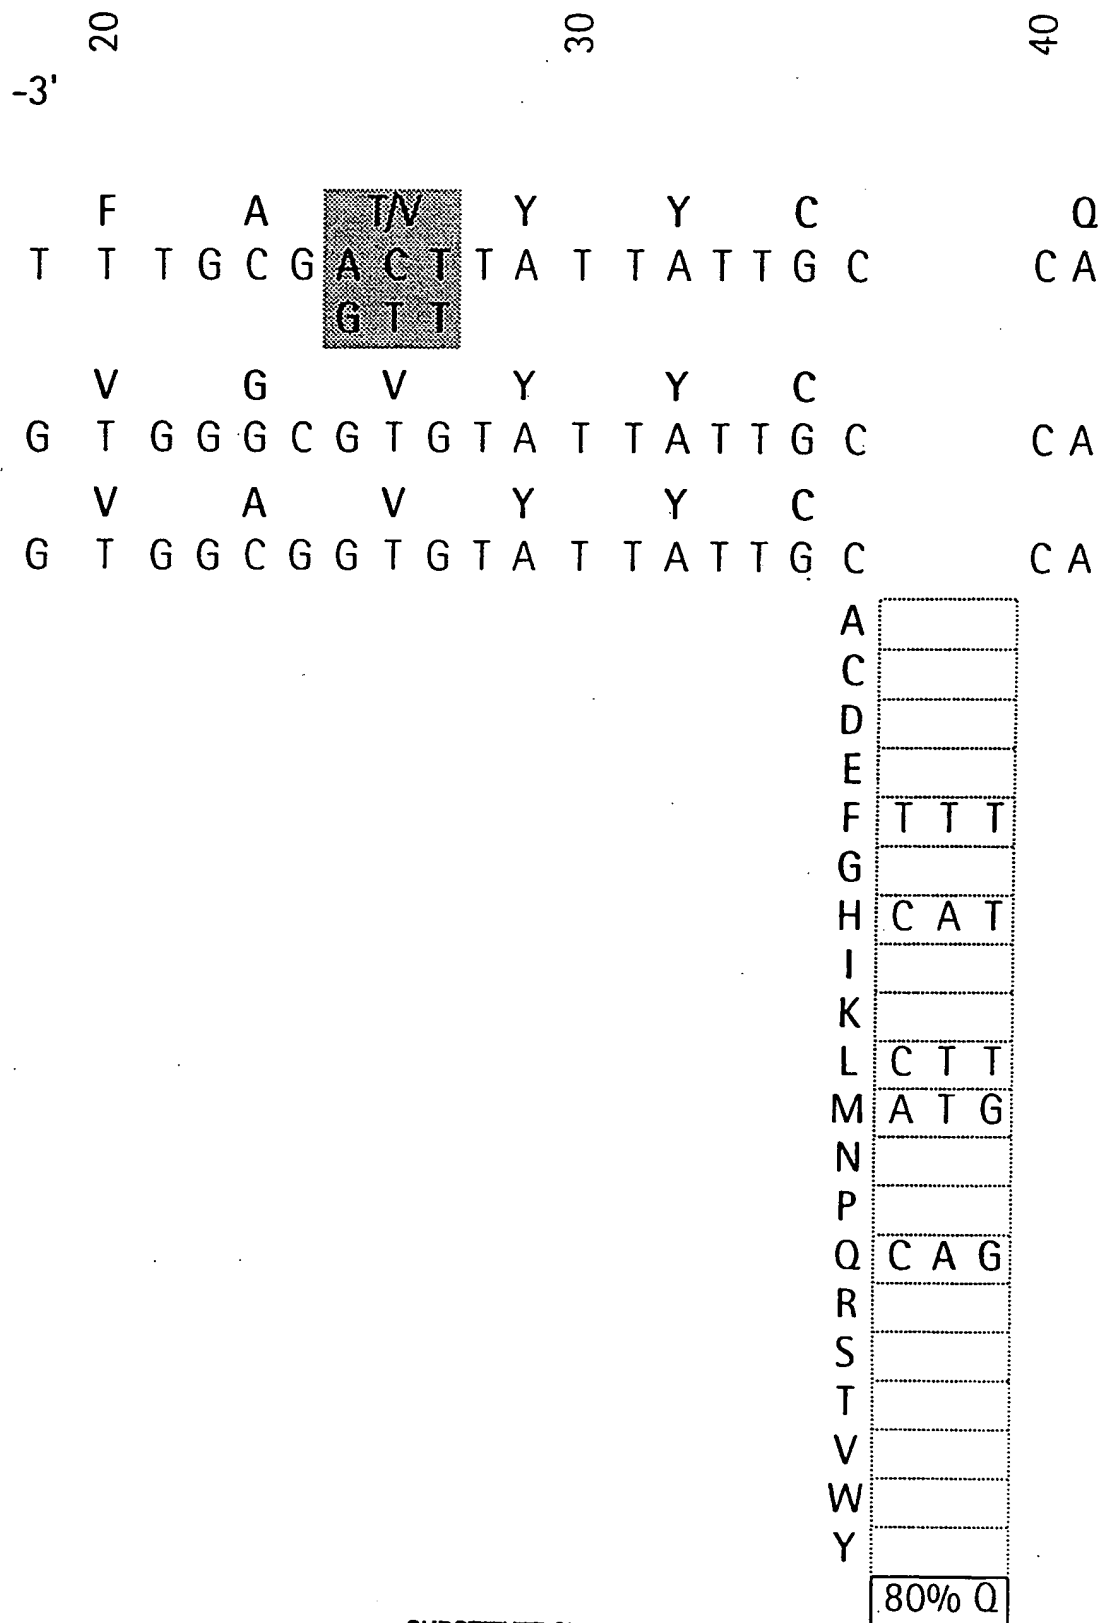 20 30 40
-3'
F A T/V Y Y C Q
T T T G C G A C T T A T T A T T G C C A
G T T
V G V Y Y C
G T G G G C G T G T A T T A T T G C C A
V A V Y Y C
G T G G C G G T G T A T T A T T G C C A
A
C
D
E
F T T T
G
H C A T
I
K
L C T T
M A T G
N
P
Q C A G
R
S
T
V
W
Y
80% Q